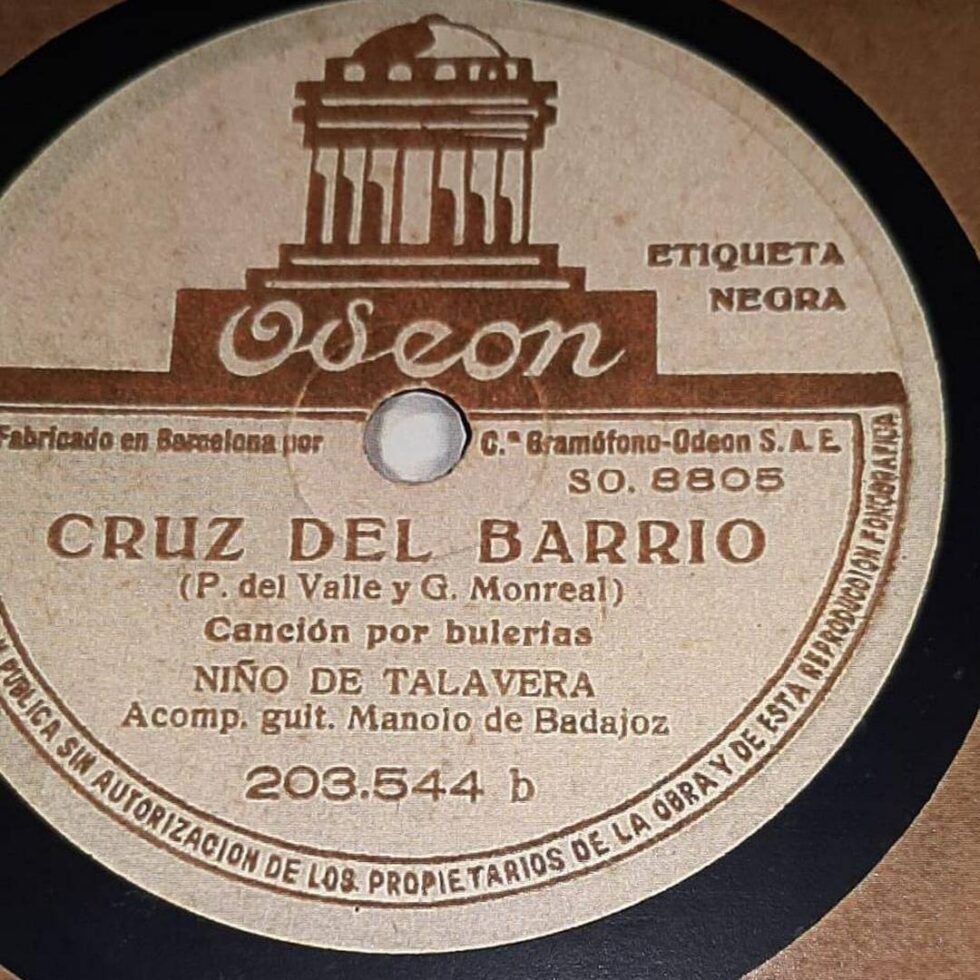 Odeon
ETIQUETA
NEGRA
Fabricado en Barcelona por C.ª Gramófono-Odeon S.A.E.
SO. 8805
CRUZ DEL BARRIO
(P. del Valle y G. Monreal)
Canción por bulerías
NIÑO DE TALAVERA
Acomp. guit. Manolo de Badajoz
203.544 b
PUBLICA SIN AUTORIZACION DE LOS PROPIETARIOS DE LA OBRA Y DE ESTA REPRODUCCION FONOGRAFICA